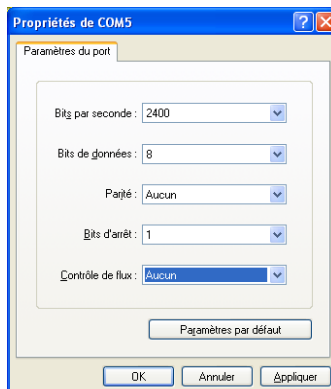 Propriétés de COM5
Paramètres du port
Bits par seconde : 2400
Bits de données : 8
Parité : Aucun
Bits d'arrêt : 1
Contrôle de flux : Aucun
Paramètres par défaut
OK Annuler Appliquer